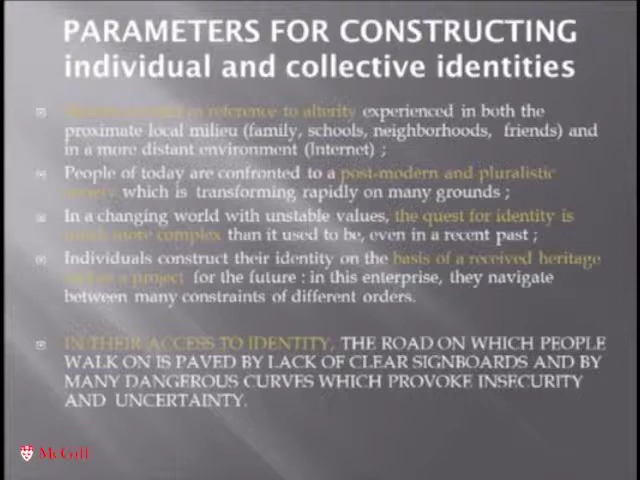 PARAMETERS FOR CONSTRUCTING
individual and collective identities
in reference to alterity experienced in both the
proximate local milieu (family, schools, neighborhoods, friends) and
in a more distant environment (Internet) ;
People of today are confronted to a post-modern and pluralistic
society which is transforming rapidly on many grounds ;
In a changing world with unstable values, the quest for identity is
much more complex than it used to be, even in a recent past ;
Individuals construct their identity on the basis of a received heritage
a project for the future : in this enterprise, they navigate
between many constraints of different orders.
IN THEIR ACCESS TO IDENTITY, THE ROAD ON WHICH PEOPLE
WALK ON IS PAVED BY LACK OF CLEAR SIGNBOARDS AND BY
MANY DANGEROUS CURVES WHICH PROVOKE INSECURITY
AND UNCERTAINTY.
McGill